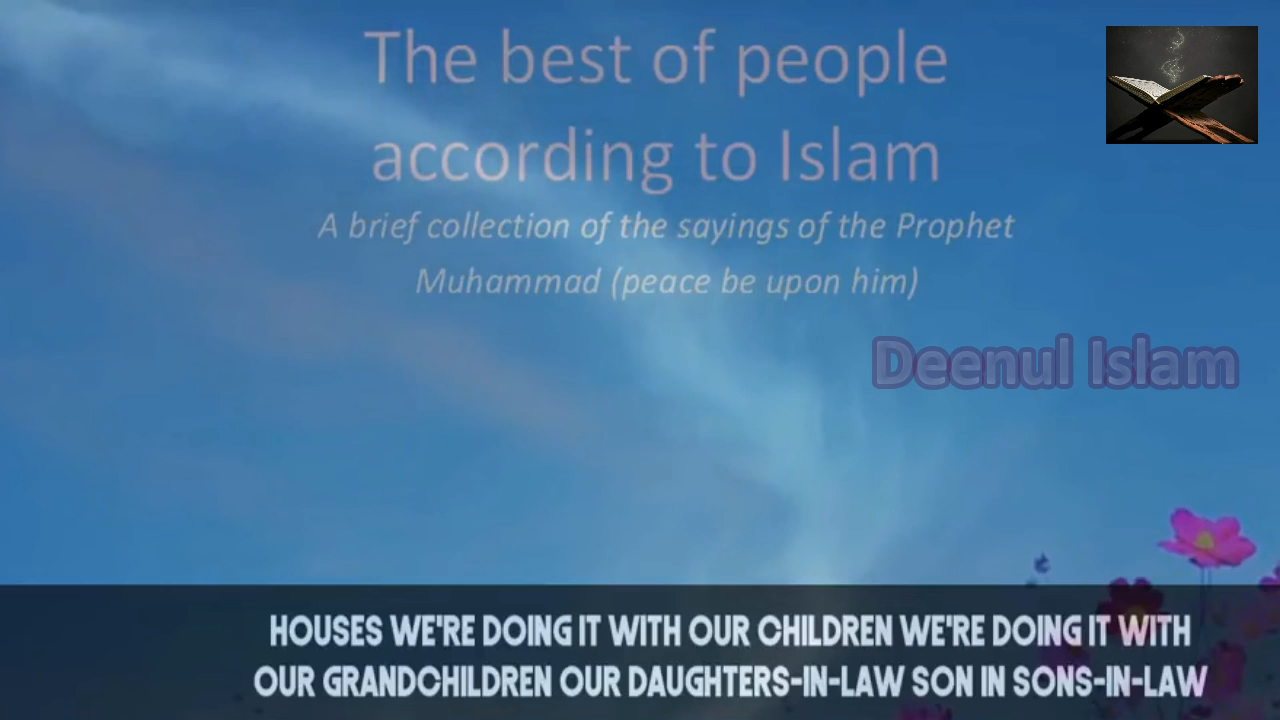 The best of people
according to Islam
A brief collection of the sayings of the Prophet
Muhammad (peace be upon him)
Deenul Islam
HOUSES WE'RE DOING IT WITH OUR CHILDREN WE'RE DOING IT WITH
OUR GRANDCHILDREN OUR DAUGHTERS-IN-LAW SON IN SONS-IN-LAW